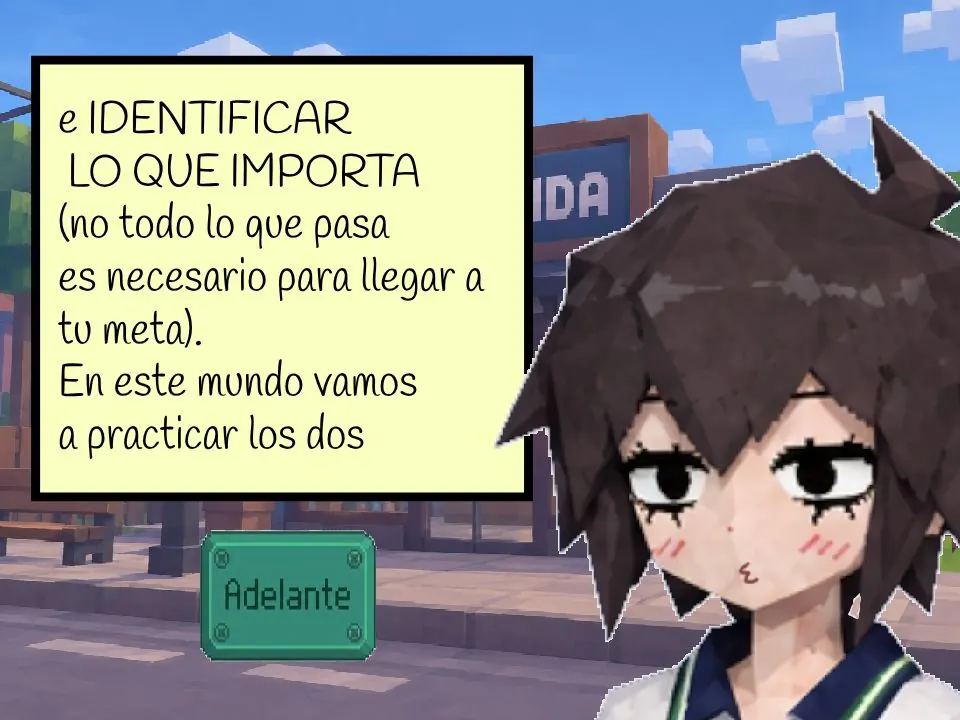 e IDENTIFICAR
LO QUE IMPORTA
(no todo lo que pasa
es necesario para llegar a
tu meta).
En este mundo vamos
a practicar los dos
Adelante